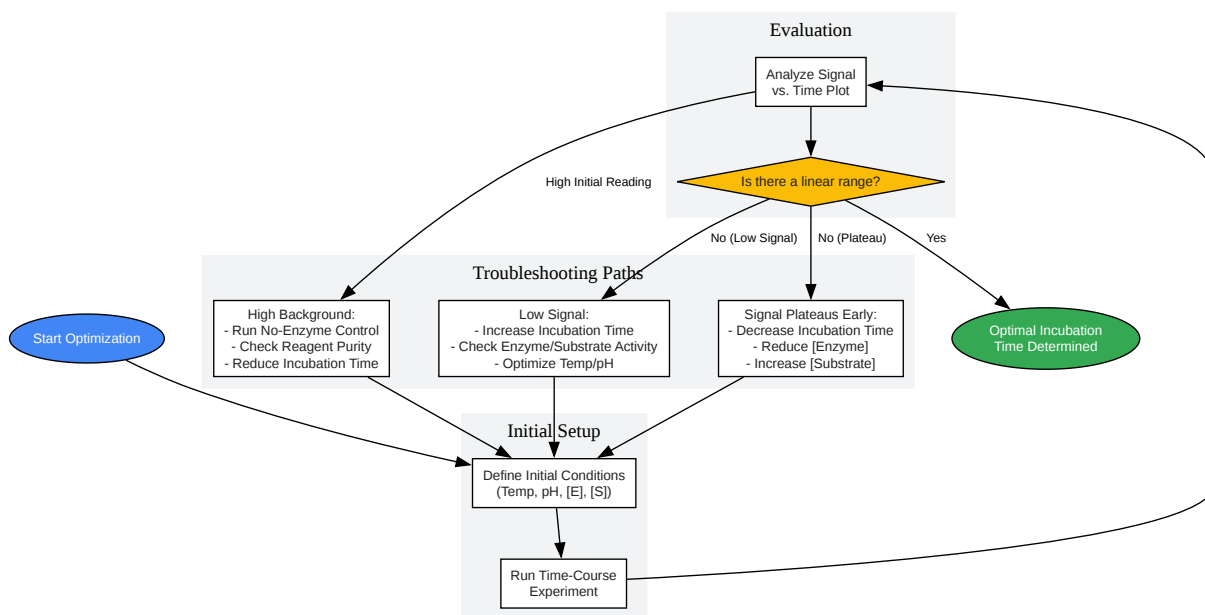 Evaluation
Analyze Signal
vs. Time Plot
Is there a linear range?
High Initial Reading
No (Low Signal)
No (Plateau)
Yes
Troubleshooting Paths
Start Optimization
High Background:
- Run No-Enzyme Control
- Check Reagent Purity
- Reduce Incubation Time
Low Signal:
- Increase Incubation Time
- Check Enzyme/Substrate Activity
- Optimize Temp/pH
Signal Plateaus Early:
- Decrease Incubation Time
- Reduce [Enzyme]
- Increase [Substrate]
Optimal Incubation
Time Determined
Initial Setup
Define Initial Conditions
(Temp, pH, [E], [S])
Run Time-Course
Experiment